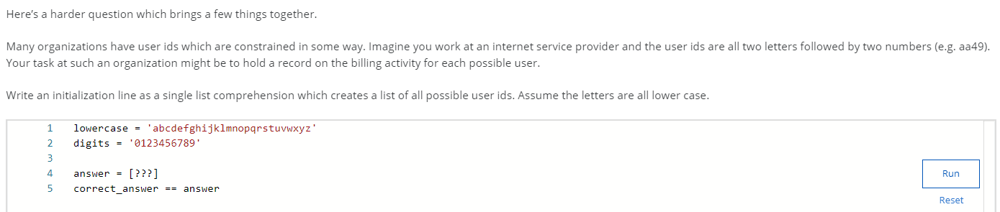 Here’s a harder question which brings a few things together.
Many organizations have user ids which are constrained in some way. Imagine you work at an internet service provider and the user ids are all two letters followed by two numbers (e.g. aa49).
Your task at such an organization might be to hold a record on the billing activity for each possible user.
Write an initialization line as a single list comprehension which creates a list of all possible user ids. Assume the letters are all lower case.
1 lowercase = 'abcdefghijklmnopqrstuvwxyz'
2 digits = '0123456789'
3
4 answer = [???]
5 correct_answer == answer
Run
Reset